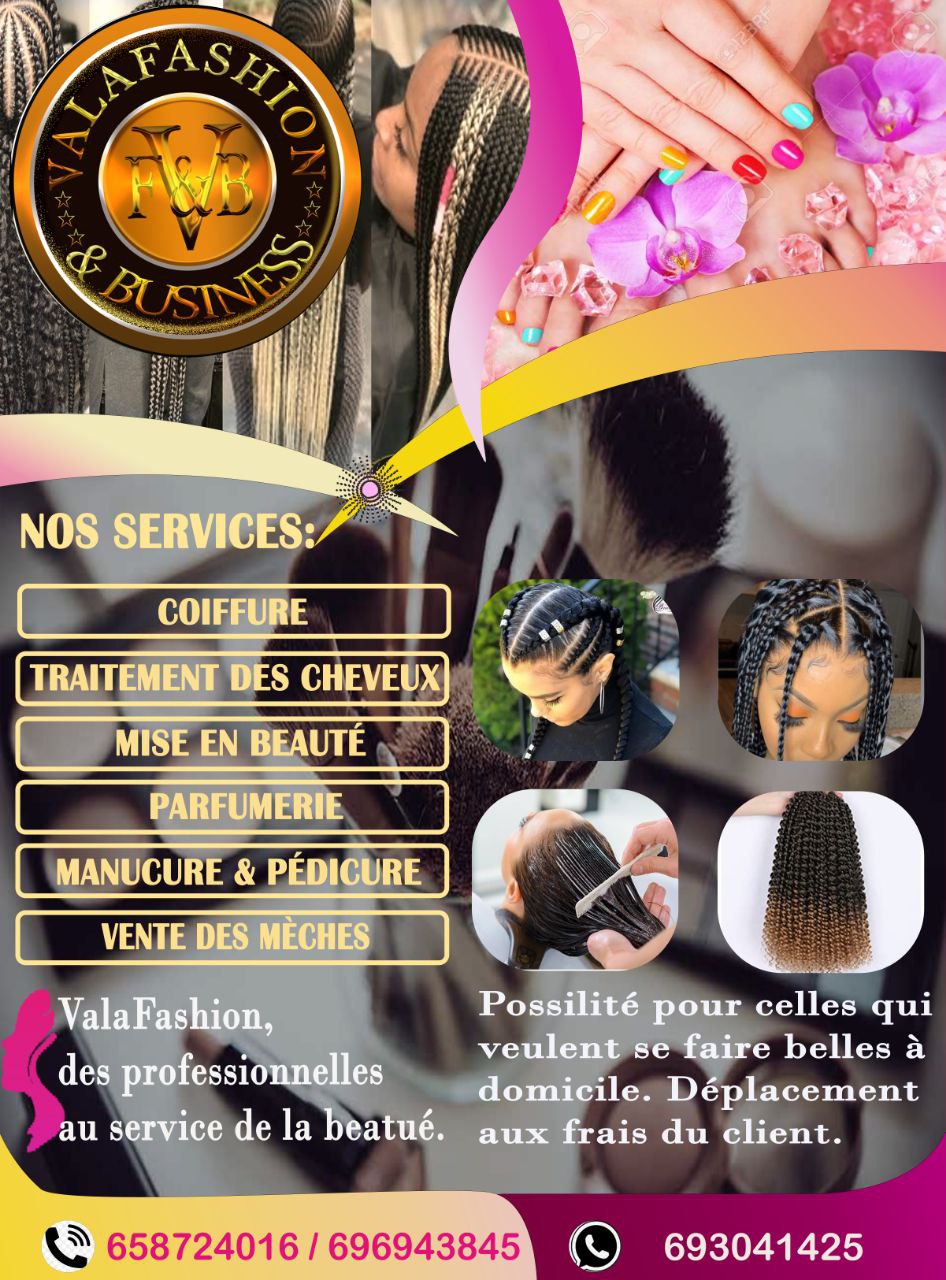 VALAFASHION
& BUSINESS
V
F&B
NOS SERVICES:
COIFFURE
TRAITEMENT DES CHEVEUX
MISE EN BEAUTÉ
PARFUMERIE
MANUCURE & PÉDICURE
VENTE DES MÈCHES
ValaFashion,
des professionnelles
au service de la beatué.
Possilité pour celles qui
veulent se faire belles à
domicile. Déplacement
aux frais du client.
658724016 / 696943845
693041425